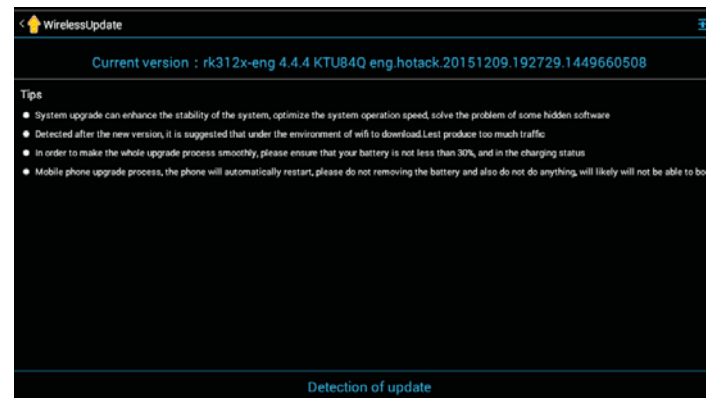 WirelessUpdate
Current version：rk312x-eng 4.4.4 KTU84Q eng.hotack.20151209.192729.1449660508
Tips
System upgrade can enhance the stability of the system, optimize the system operation speed, solve the problem of some hidden software
Detected after the new version, it is suggested that under the environment of wifi to download.Lest produce too much traffic
In order to make the whole upgrade process smoothly, please ensure that your battery is not less than 30%, and in the charging status
Mobile phone upgrade process, the phone will automatically restart, please do not removing the battery and also do not do anything, will likely will not be able to bo
Detection of update